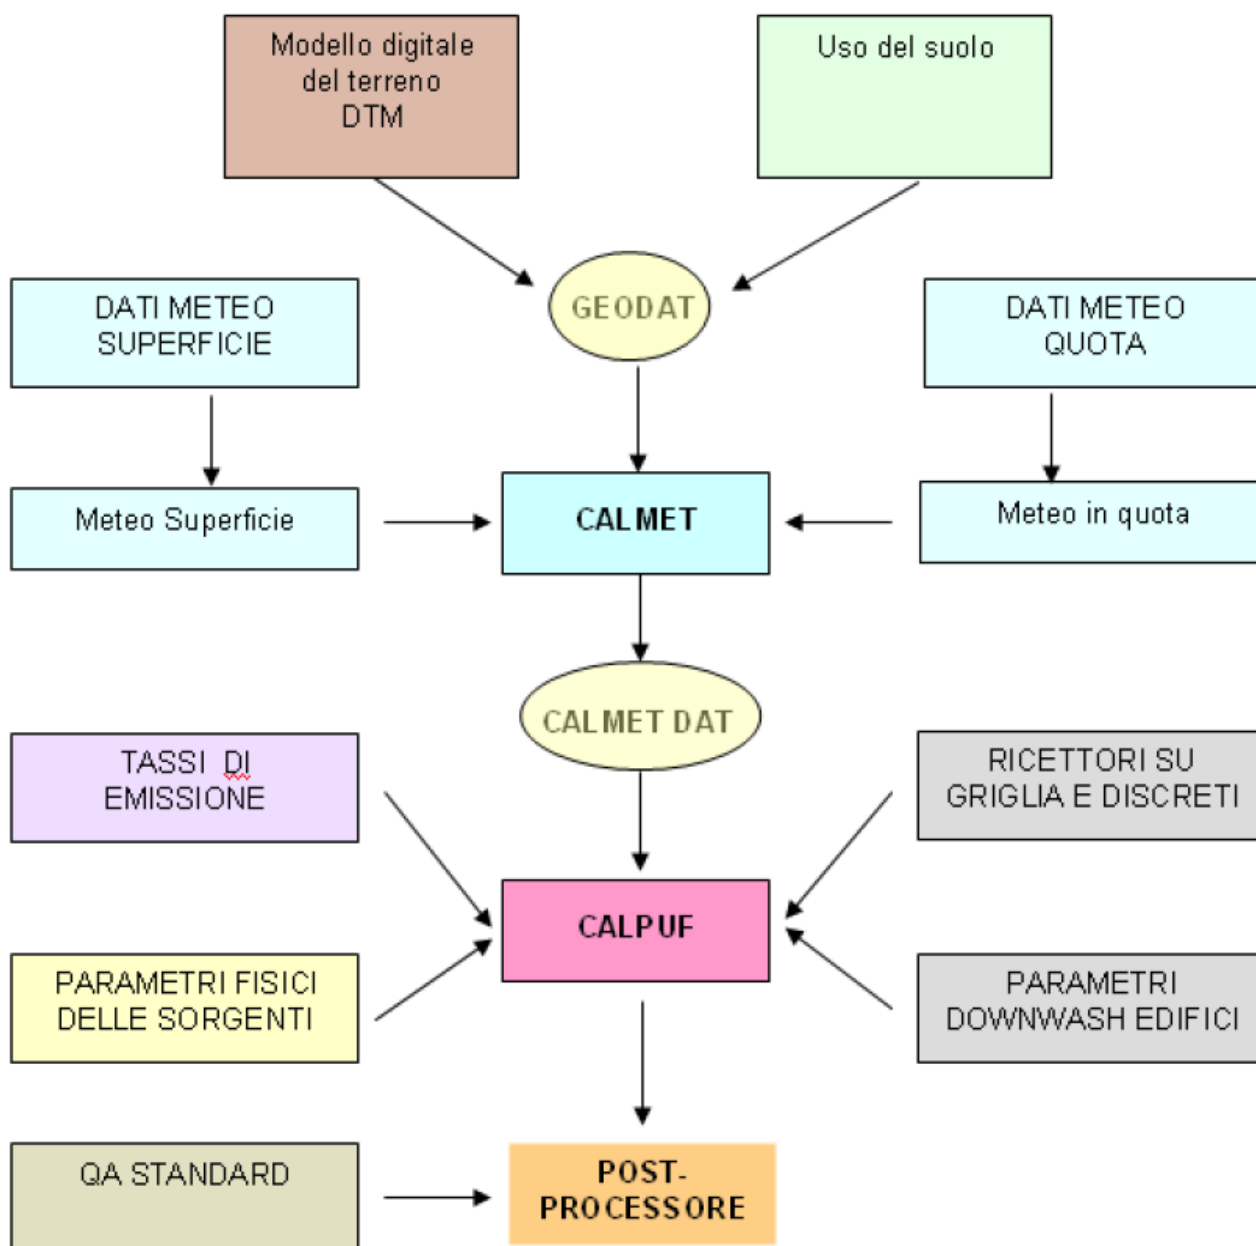 Modello digitale
del terreno
DTM
Uso del suolo
GEODAT
DATI METEO
SUPERFICIE
DATI METEO
QUOTA
Meteo Superficie
CALMET
Meteo in quota
CALMET DAT
TASSI DI
EMISSIONE
RICETTORI SU
GRIGLIA E DISCRETI
CALPUF
PARAMETRI FISICI
DELLE SORGENTI
PARAMETRI
DOWNWASH EDIFICI
QA STANDARD
POST-
PROCESSORE